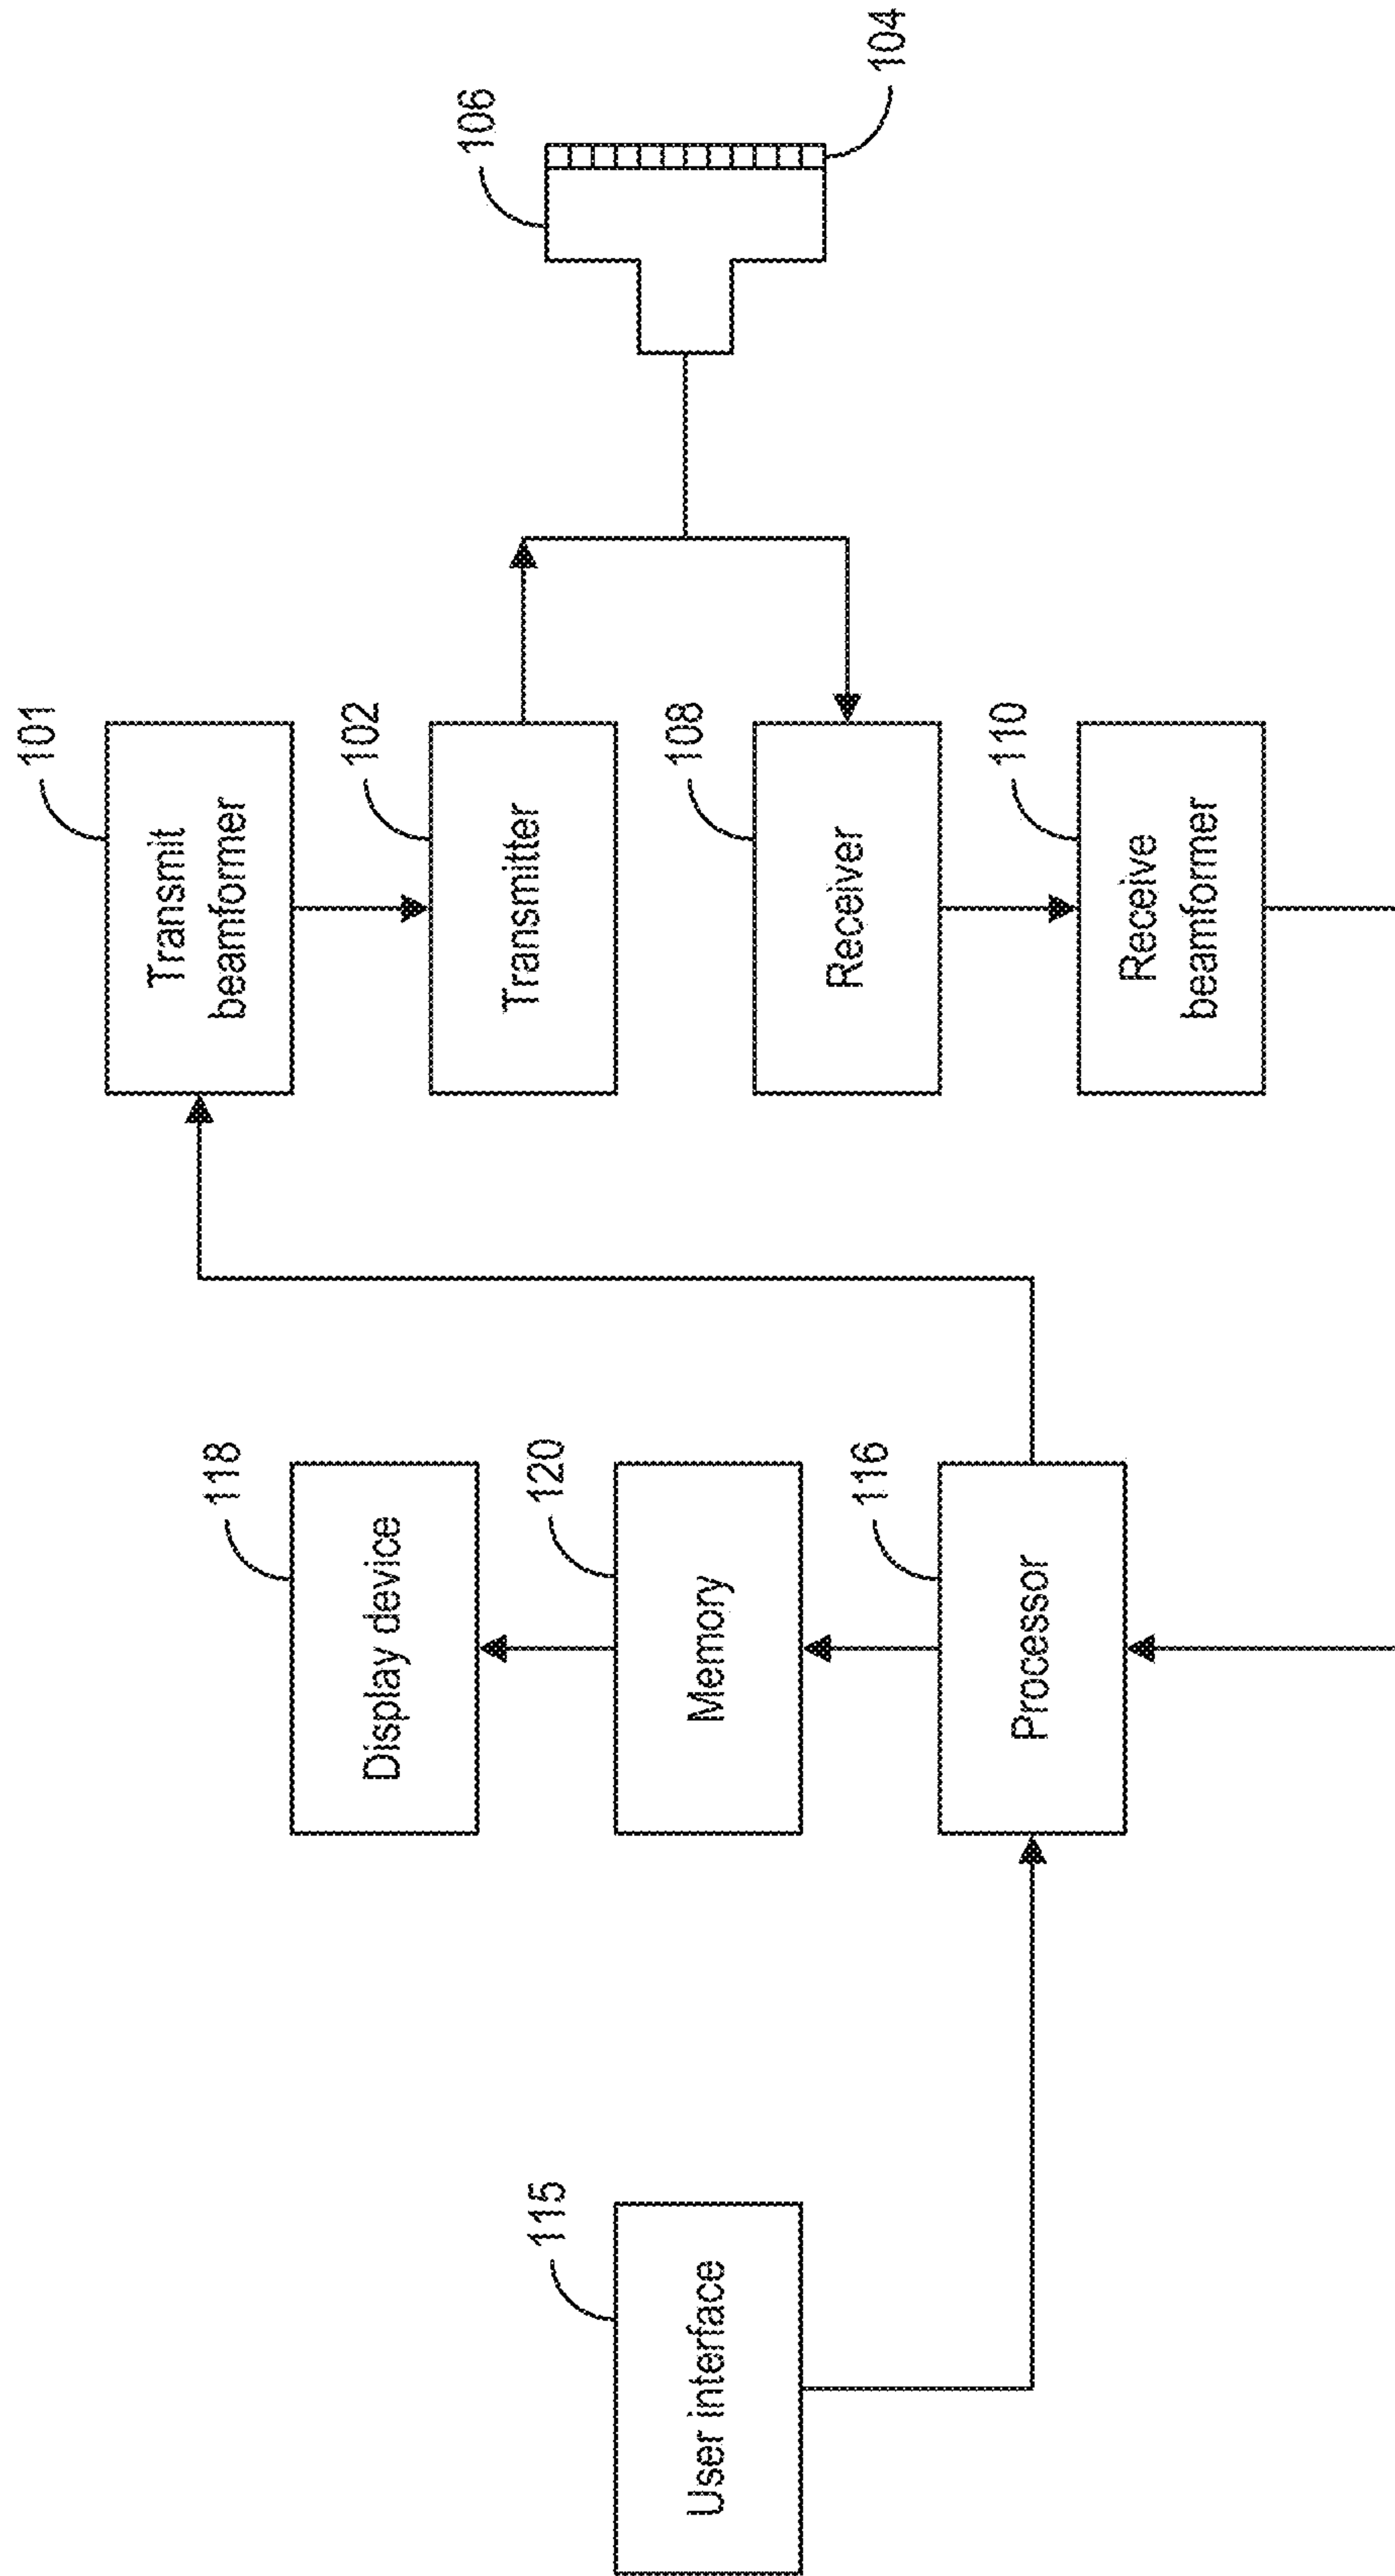 101
Transmit
beamformer
102
Transmitter
106
104
108
Receiver
110
Receive
beamformer
118
Display device
120
Memory
116
Processor
115
User interface